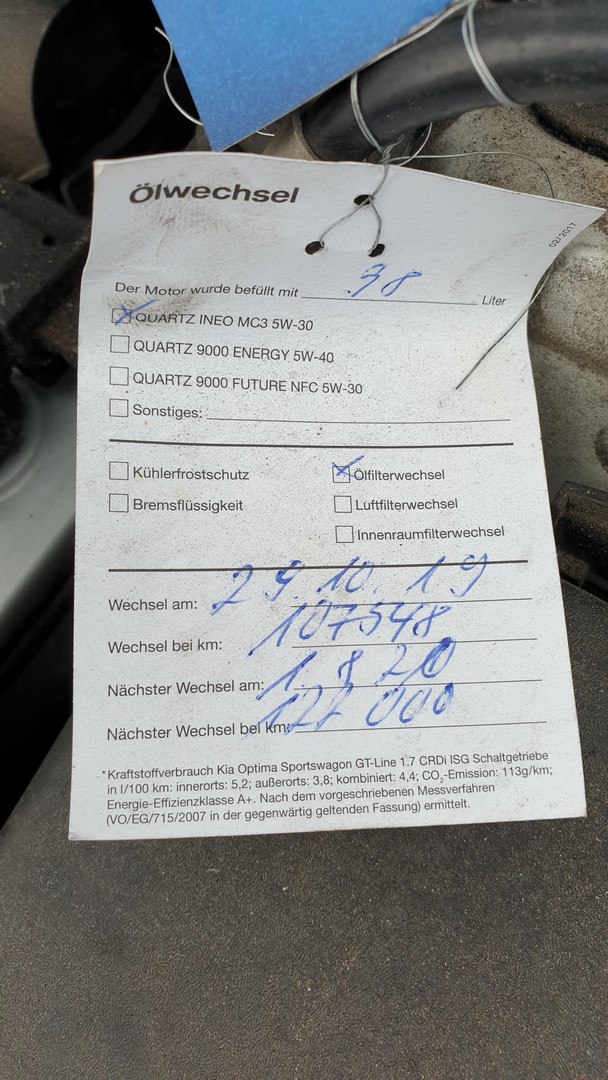 Ölwechsel
02/2017
Der Motor wurde befüllt mit 38 Liter
QUARTZ INEO MC3 5W-30
QUARTZ 9000 ENERGY 5W-40
QUARTZ 9000 FUTURE NFC 5W-30
Sonstiges:
Kühlerfrostschutz
Ölfilterwechsel
Bremsflüssigkeit
Luftfilterwechsel
Innenraumfilterwechsel
Wechsel am: 29.10.19
Wechsel bei km: 107548
Nächster Wechsel am: 1.8.20
Nächster Wechsel bei km: 122 000
*Kraftstoffverbrauch Kia Optima Sportswagon GT-Line 1.7 CRDi ISG Schaltgetriebe
in l/100 km: innerorts: 5,2; außerorts: 3,8; kombiniert: 4,4; CO₂-Emission: 113g/km;
Energie-Effizienzklasse A+. Nach dem vorgeschriebenen Messverfahren
(VO/EG/715/2007 in der gegenwärtig geltenden Fassung) ermittelt.